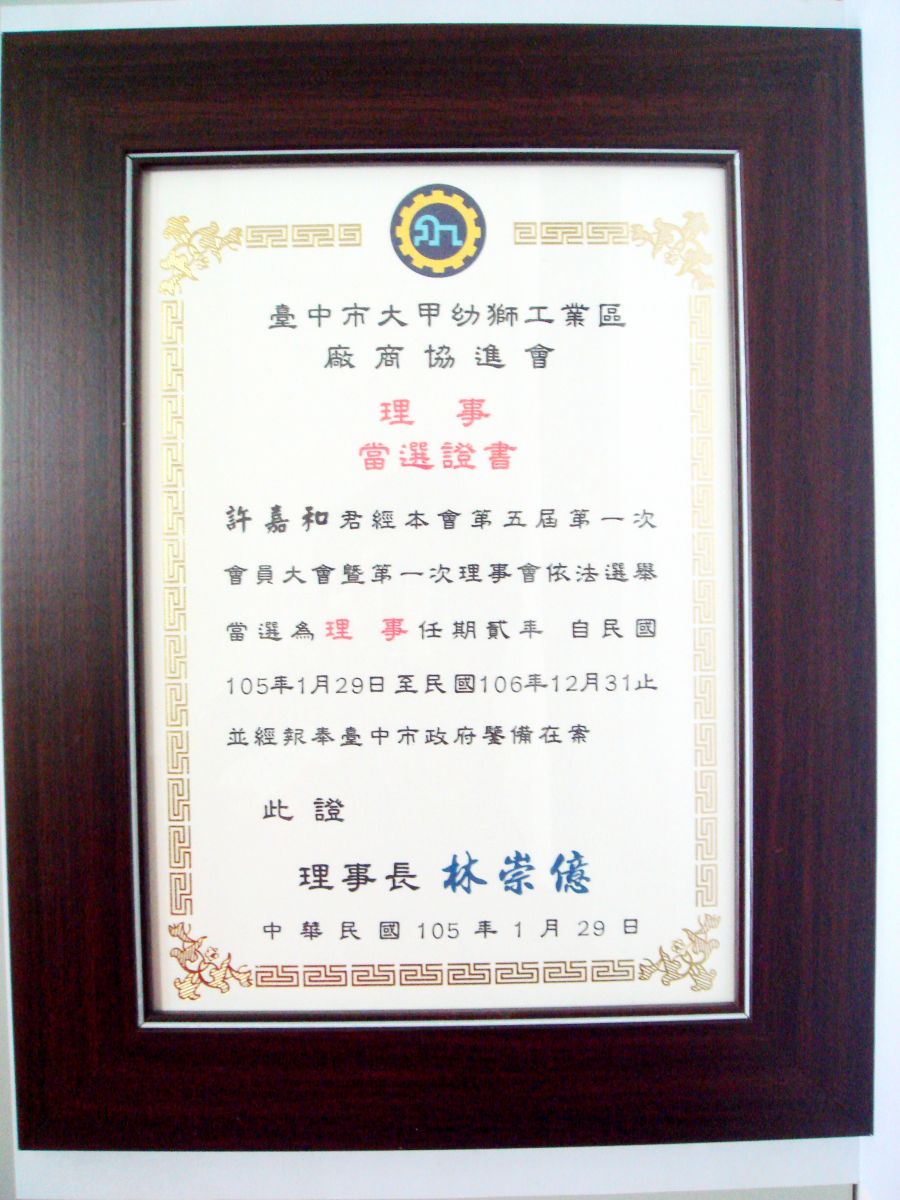 臺中市大甲幼獅工業區
廠商協進會
理事
當選證書
許嘉和君經本會第五屆第一次
會員大會暨第一次理事會依法選舉
當選為理事任期貳年 自民國
105年1月29日至民國106年12月31止
並經報奉臺中市政府鑒備在案
此證
理事長 林崇億
中華民國105年1月29日